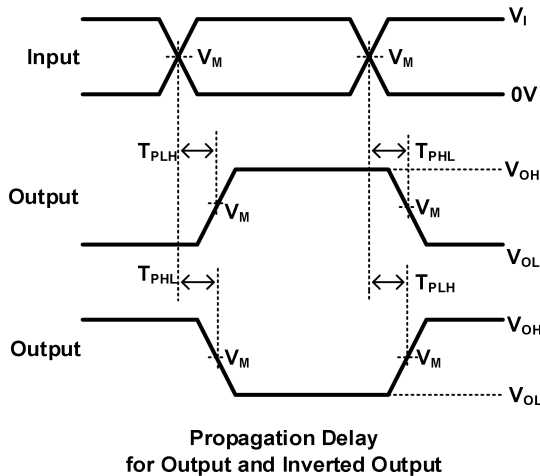 V_I
Input
V_M
V_M
0V
T_PLH
T_PHL
V_OH
Output
V_M
V_M
V_OL
T_PHL
T_PLH
V_OH
Output
V_M
V_M
V_OL
Propagation Delay
for Output and Inverted Output